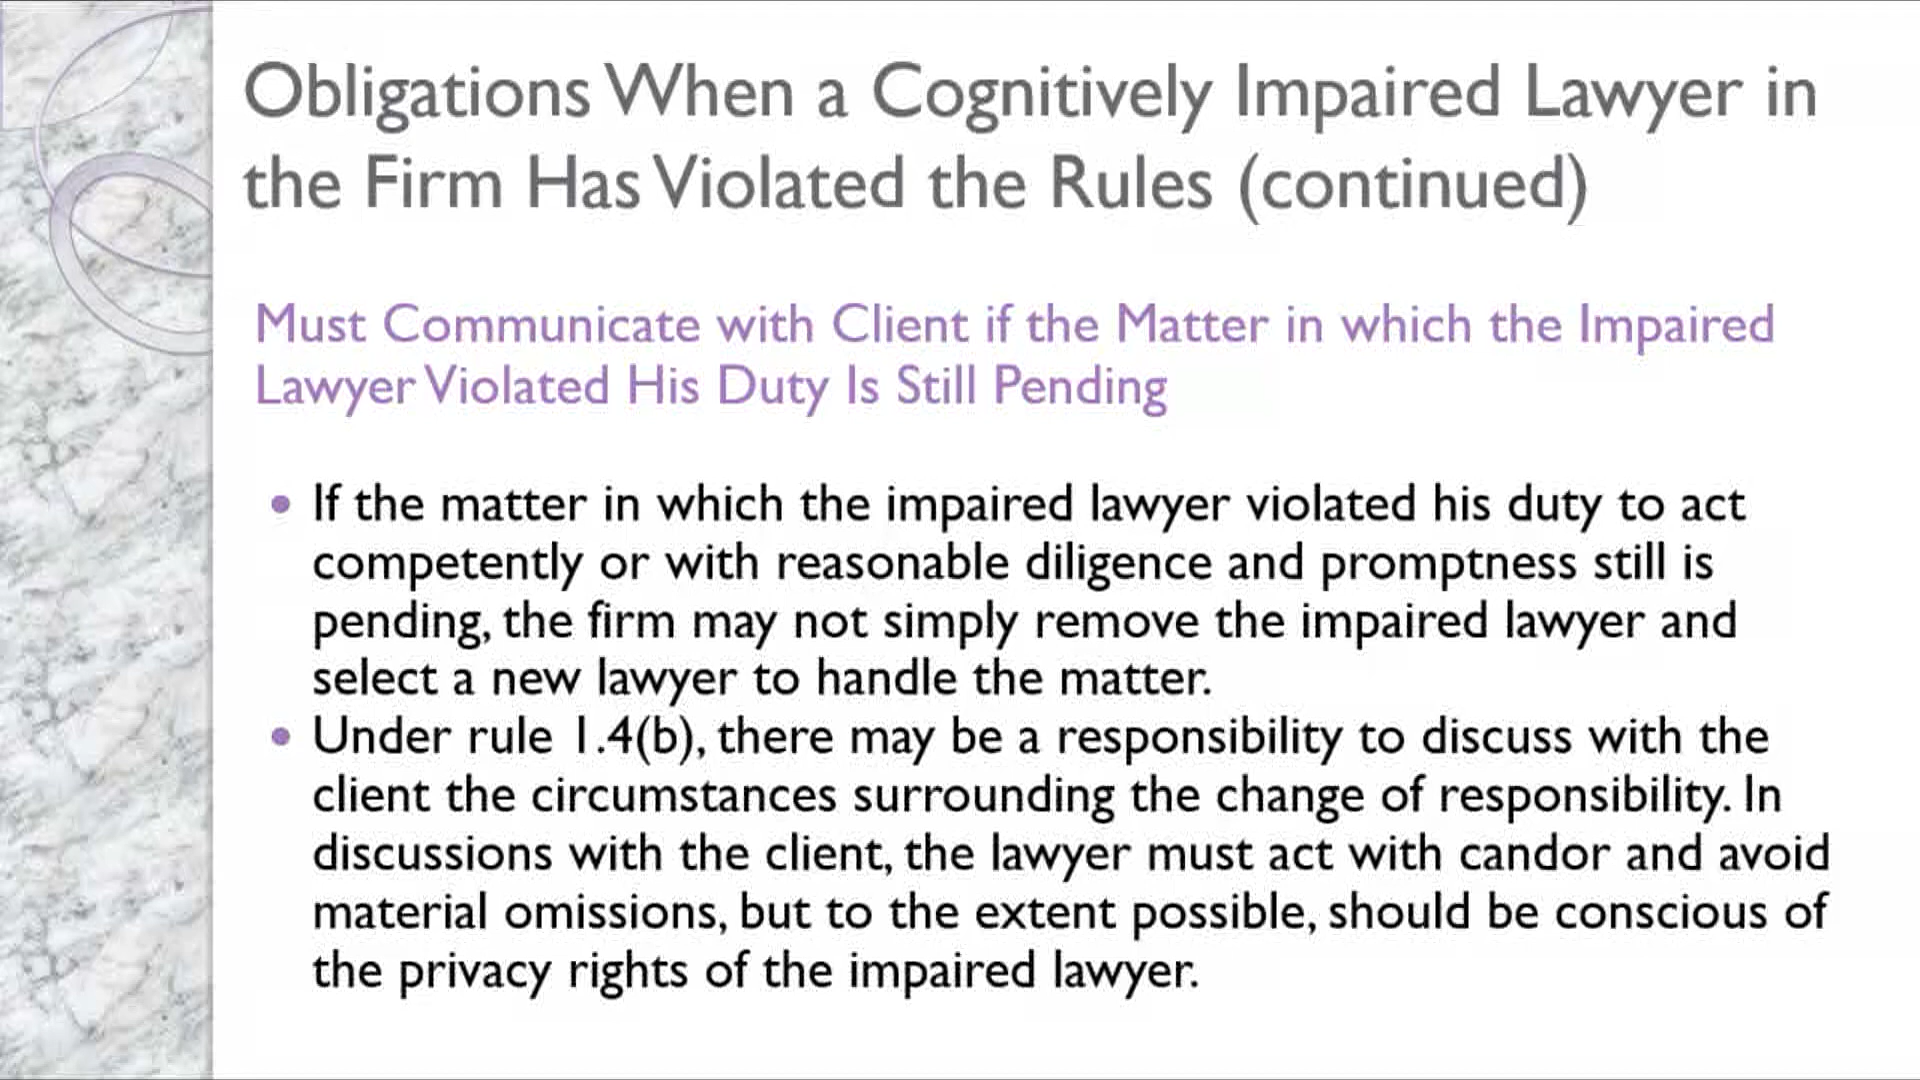 Obligations When a Cognitively Impaired Lawyer in
the Firm Has Violated the Rules (continued)
Must Communicate with Client if the Matter in which the Impaired
Lawyer Violated His Duty Is Still Pending
• If the matter in which the impaired lawyer violated his duty to act
competently or with reasonable diligence and promptness still is
pending, the firm may not simply remove the impaired lawyer and
select a new lawyer to handle the matter.
• Under rule 1.4(b), there may be a responsibility to discuss with the
client the circumstances surrounding the change of responsibility. In
discussions with the client, the lawyer must act with candor and avoid
material omissions, but to the extent possible, should be conscious of
the privacy rights of the impaired lawyer.